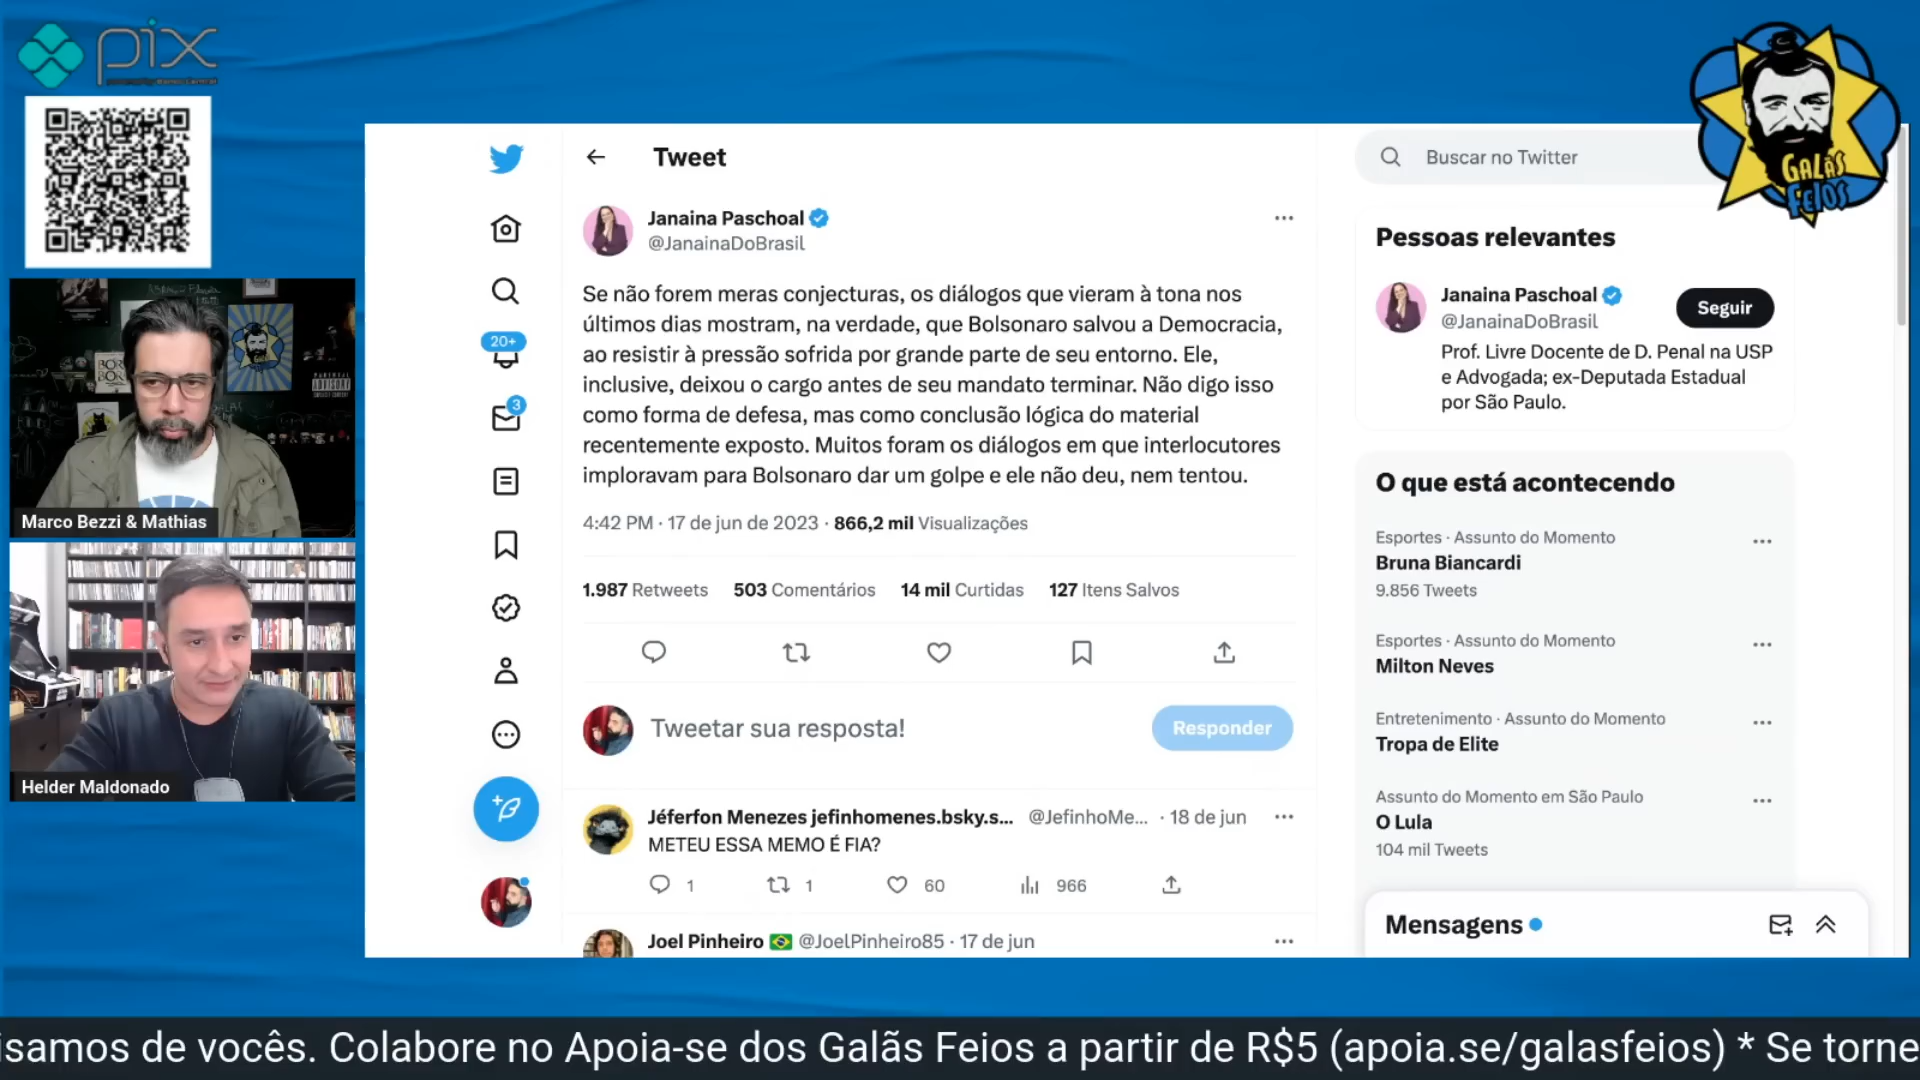 pix
GALÃS
FEIOS
Marco Bezzi & Mathias
Helder Maldonado
20+
3
Tweet
Janaina Paschoal
@JanainaDoBrasil
Se não forem meras conjecturas, os diálogos que vieram à tona nos
últimos dias mostram, na verdade, que Bolsonaro salvou a Democracia,
ao resistir à pressão sofrida por grande parte de seu entorno. Ele,
inclusive, deixou o cargo antes de seu mandato terminar. Não digo isso
como forma de defesa, mas como conclusão lógica do material
recentemente exposto. Muitos foram os diálogos em que interlocutores
imploravam para Bolsonaro dar um golpe e ele não deu, nem tentou.
4:42 PM · 17 de jun de 2023 · 866,2 mil Visualizações
1.987 Retweets 503 Comentários 14 mil Curtidas 127 Itens Salvos
Tweetar sua resposta!
Responder
Jéferfon Menezes jefinhomenes.bsky.s... @JefinhoMe... · 18 de jun
METEU ESSA MEMO É FIA?
1 1 60 966
Joel Pinheiro @JoelPinheiro85 · 17 de jun
Buscar no Twitter
Pessoas relevantes
Janaina Paschoal
@JanainaDoBrasil
Seguir
Prof. Livre Docente de D. Penal na USP
e Advogada; ex-Deputada Estadual
por São Paulo.
O que está acontecendo
Esportes · Assunto do Momento
Bruna Biancardi
9.856 Tweets
Esportes · Assunto do Momento
Milton Neves
Entretenimento · Assunto do Momento
Tropa de Elite
Assunto do Momento em São Paulo
O Lula
104 mil Tweets
Mensagens
isamos de vocês. Colabore no Apoia-se dos Galãs Feios a partir de R$5 (apoia.se/galasfeios) * Se torne